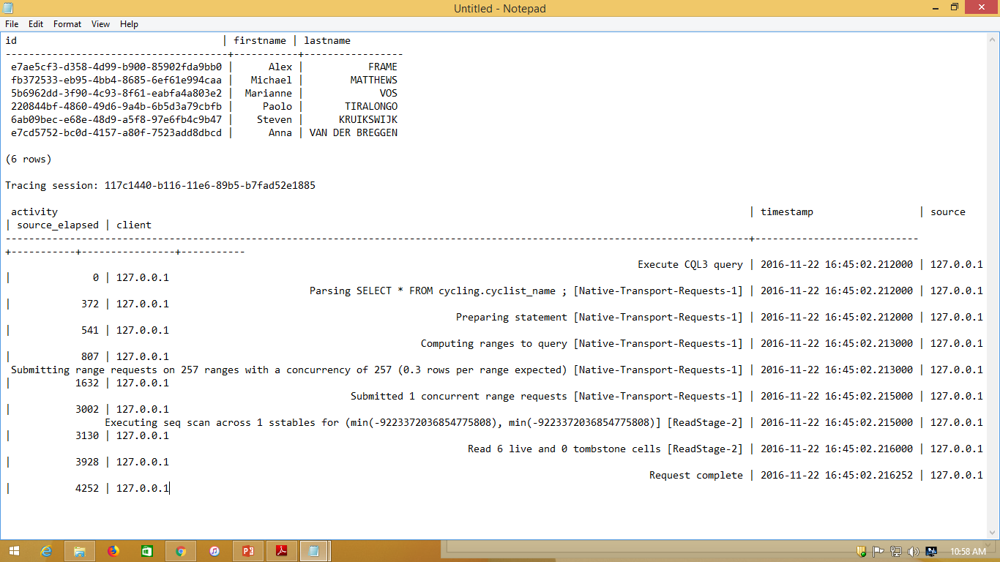 Untitled - Notepad
File Edit Format View Help
id | firstname | lastname
--------------------------------------+-----------+-----------------
e7ae5cf3-d358-4d99-b900-85902fda9bb0 | Alex | FRAME
fb372533-eb95-4bb4-8685-6ef61e994caa | Michael | MATTHEWS
5b6962dd-3f90-4c93-8f61-eabfa4a803e2 | Marianne | VOS
220844bf-4860-49d6-9a4b-6b5d3a79cbfb | Paolo | TIRALONGO
6ab09bec-e68e-48d9-a5f8-97e6fb4c9b47 | Steven | KRUIKSWIJK
e7cd5752-bc0d-4157-a80f-7523add8dbcd | Anna | VAN DER BREGGEN
(6 rows)
Tracing session: 117c1440-b116-11e6-89b5-b7fad52e1885
activity | timestamp | source
| source_elapsed | client
-------------------------------------------------------------------------------------------------------------------------------+----------------------------
+-----------+----------------+-----------
Execute CQL3 query | 2016-11-22 16:45:02.212000 | 127.0.0.1
| 0 | 127.0.0.1
Parsing SELECT * FROM cycling.cyclist_name ; [Native-Transport-Requests-1] | 2016-11-22 16:45:02.212000 | 127.0.0.1
| 372 | 127.0.0.1
Preparing statement [Native-Transport-Requests-1] | 2016-11-22 16:45:02.212000 | 127.0.0.1
| 541 | 127.0.0.1
Computing ranges to query [Native-Transport-Requests-1] | 2016-11-22 16:45:02.213000 | 127.0.0.1
| 807 | 127.0.0.1
Submitting range requests on 257 ranges with a concurrency of 257 (0.3 rows per range expected) [Native-Transport-Requests-1] | 2016-11-22 16:45:02.213000 | 127.0.0.1
| 1632 | 127.0.0.1
Submitted 1 concurrent range requests [Native-Transport-Requests-1] | 2016-11-22 16:45:02.215000 | 127.0.0.1
| 3002 | 127.0.0.1
Executing seq scan across 1 sstables for (min(-9223372036854775808), min(-9223372036854775808)] [ReadStage-2] | 2016-11-22 16:45:02.215000 | 127.0.0.1
| 3130 | 127.0.0.1
Read 6 live and 0 tombstone cells [ReadStage-2] | 2016-11-22 16:45:02.216000 | 127.0.0.1
| 3928 | 127.0.0.1
Request complete | 2016-11-22 16:45:02.216252 | 127.0.0.1
| 4252 | 127.0.0.1
10:58 AM